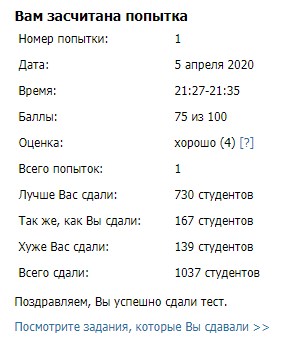 Вам засчитана попытка
Номер попытки: 1
Дата: 5 апреля 2020
Время: 21:27-21:35
Баллы: 75 из 100
Оценка: хорошо (4) [?]
Всего попыток: 1
Лучше Вас сдали: 730 студентов
Так же, как Вы сдали: 167 студентов
Хуже Вас сдали: 139 студентов
Всего сдали: 1037 студентов
Поздравляем, Вы успешно сдали тест.
Посмотрите задания, которые Вы сдавали >>